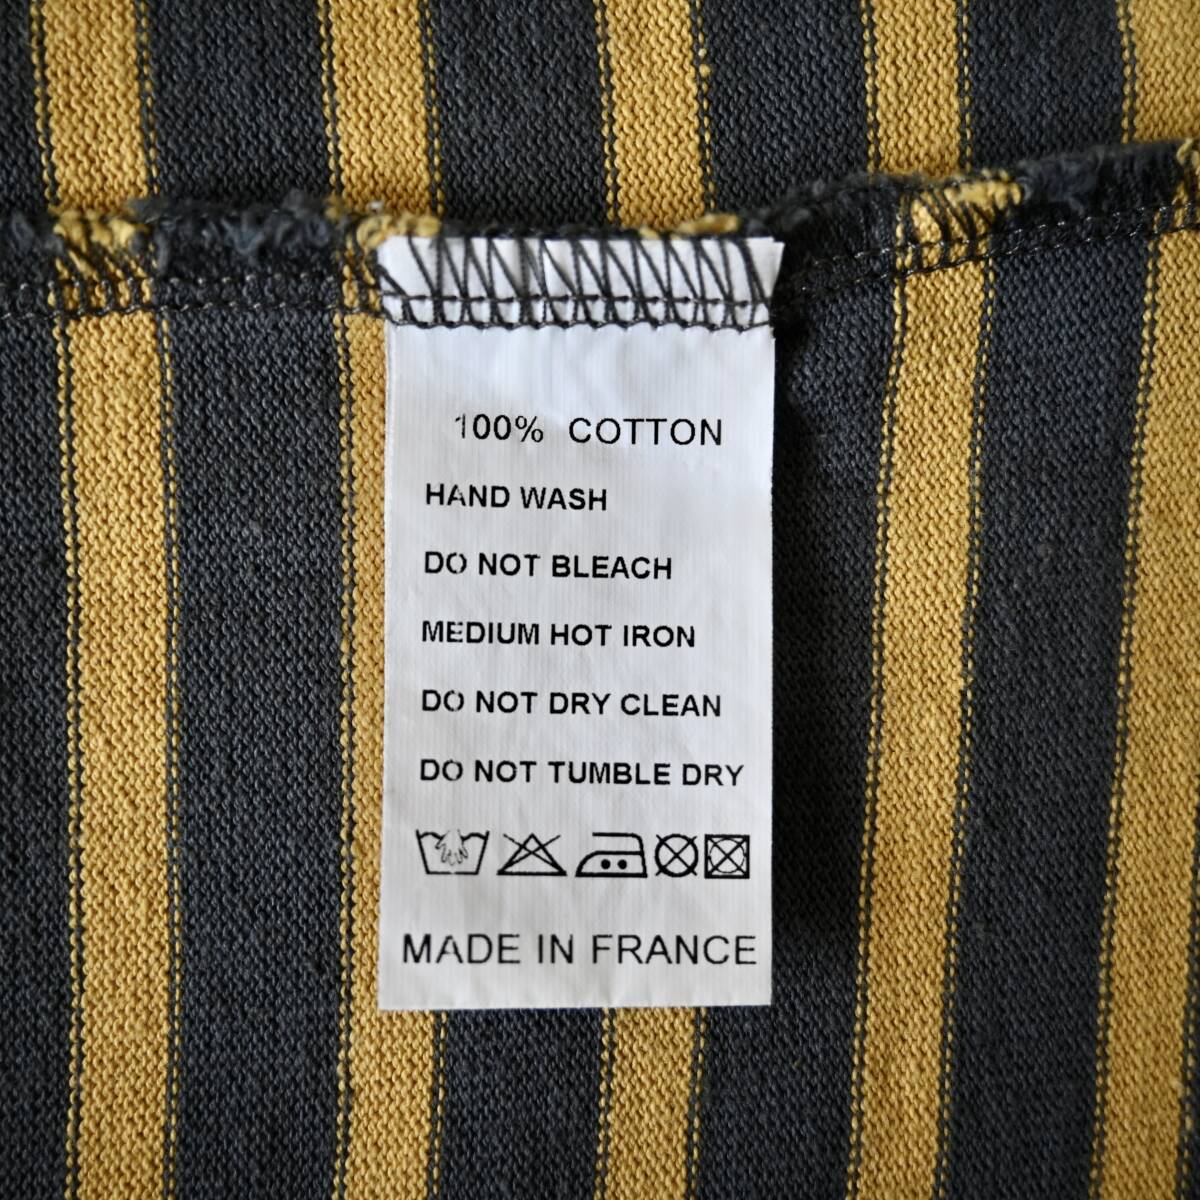 100% COTTON
HAND WASH
DO NOT BLEACH
MEDIUM HOT IRON
DO NOT DRY CLEAN
DO NOT TUMBLE DRY
MADE IN FRANCE